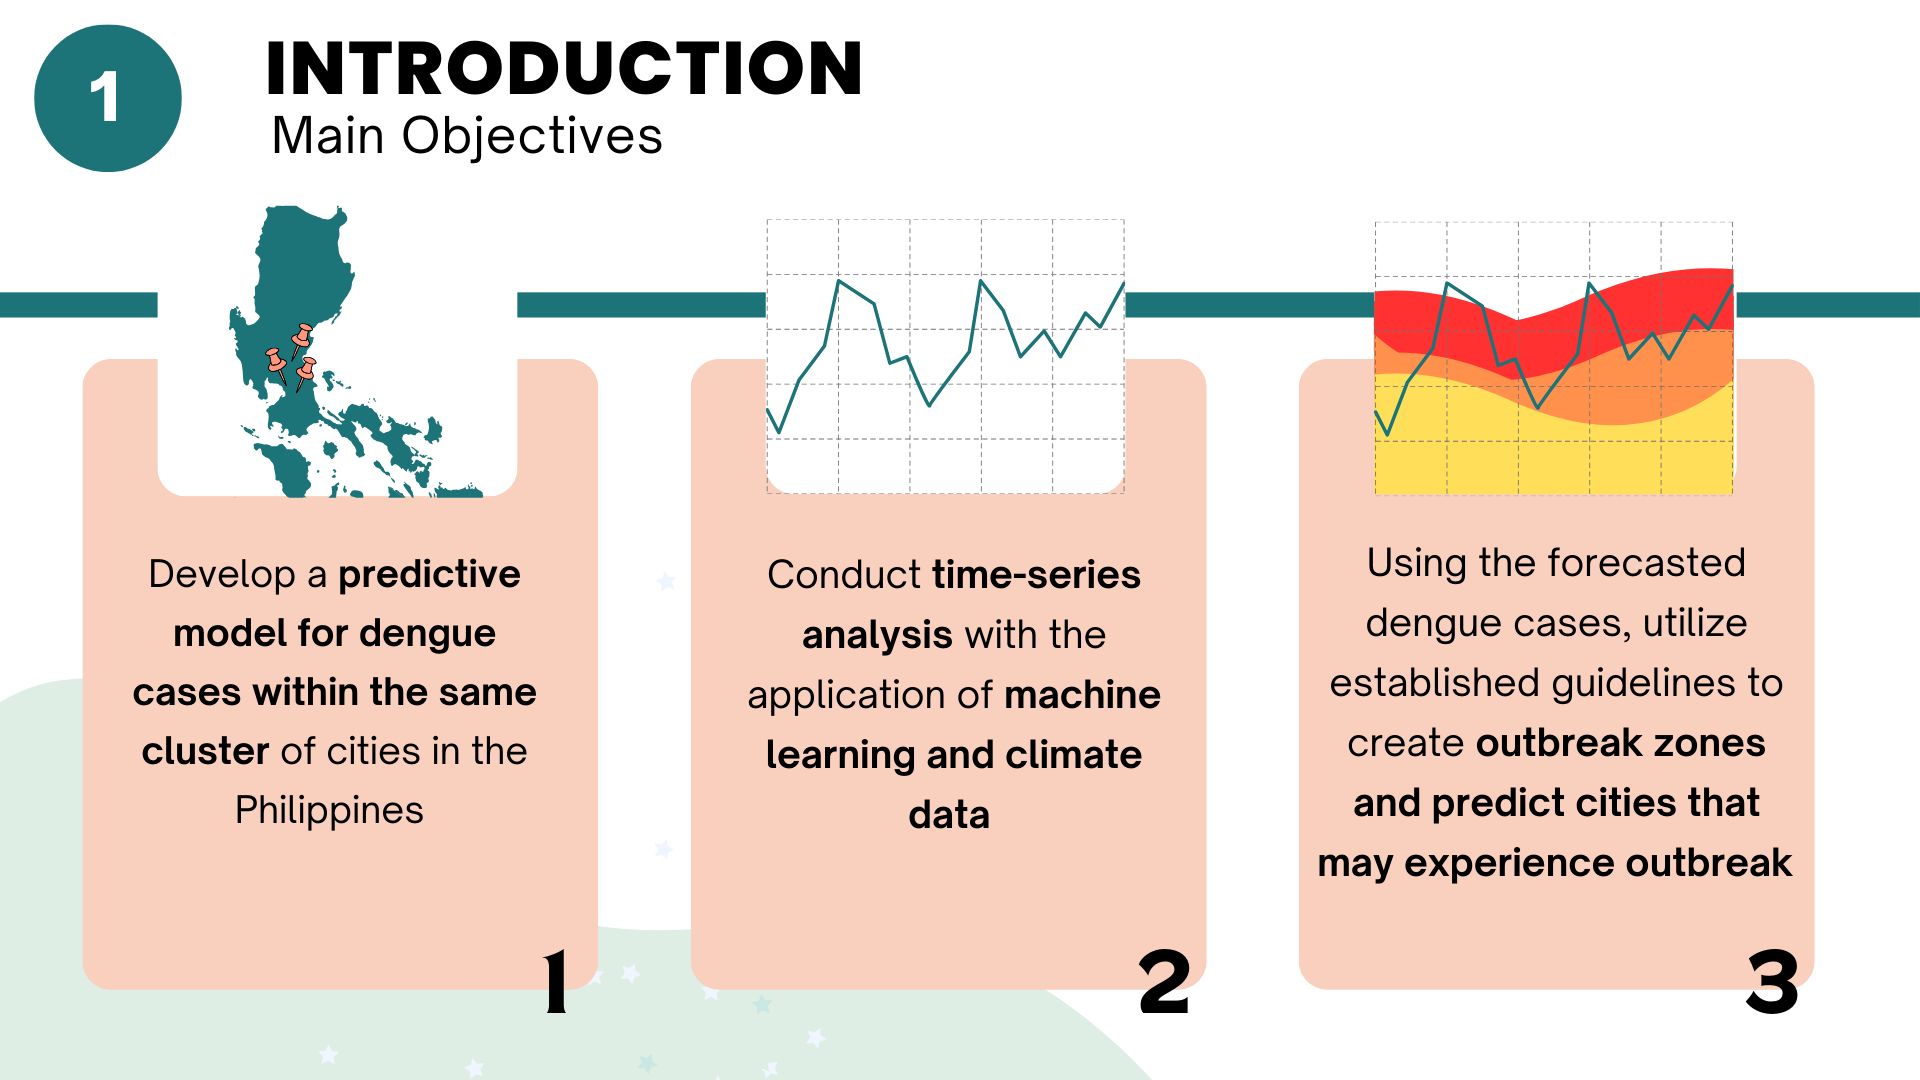 1
INTRODUCTION
Main Objectives
Develop a predictive
model for dengue
cases within the same
cluster of cities in the
Philippines
1
Conduct time-series
analysis with the
application of machine
learning and climate
data
2
Using the forecasted
dengue cases, utilize
established guidelines to
create outbreak zones
and predict cities that
may experience outbreak
3